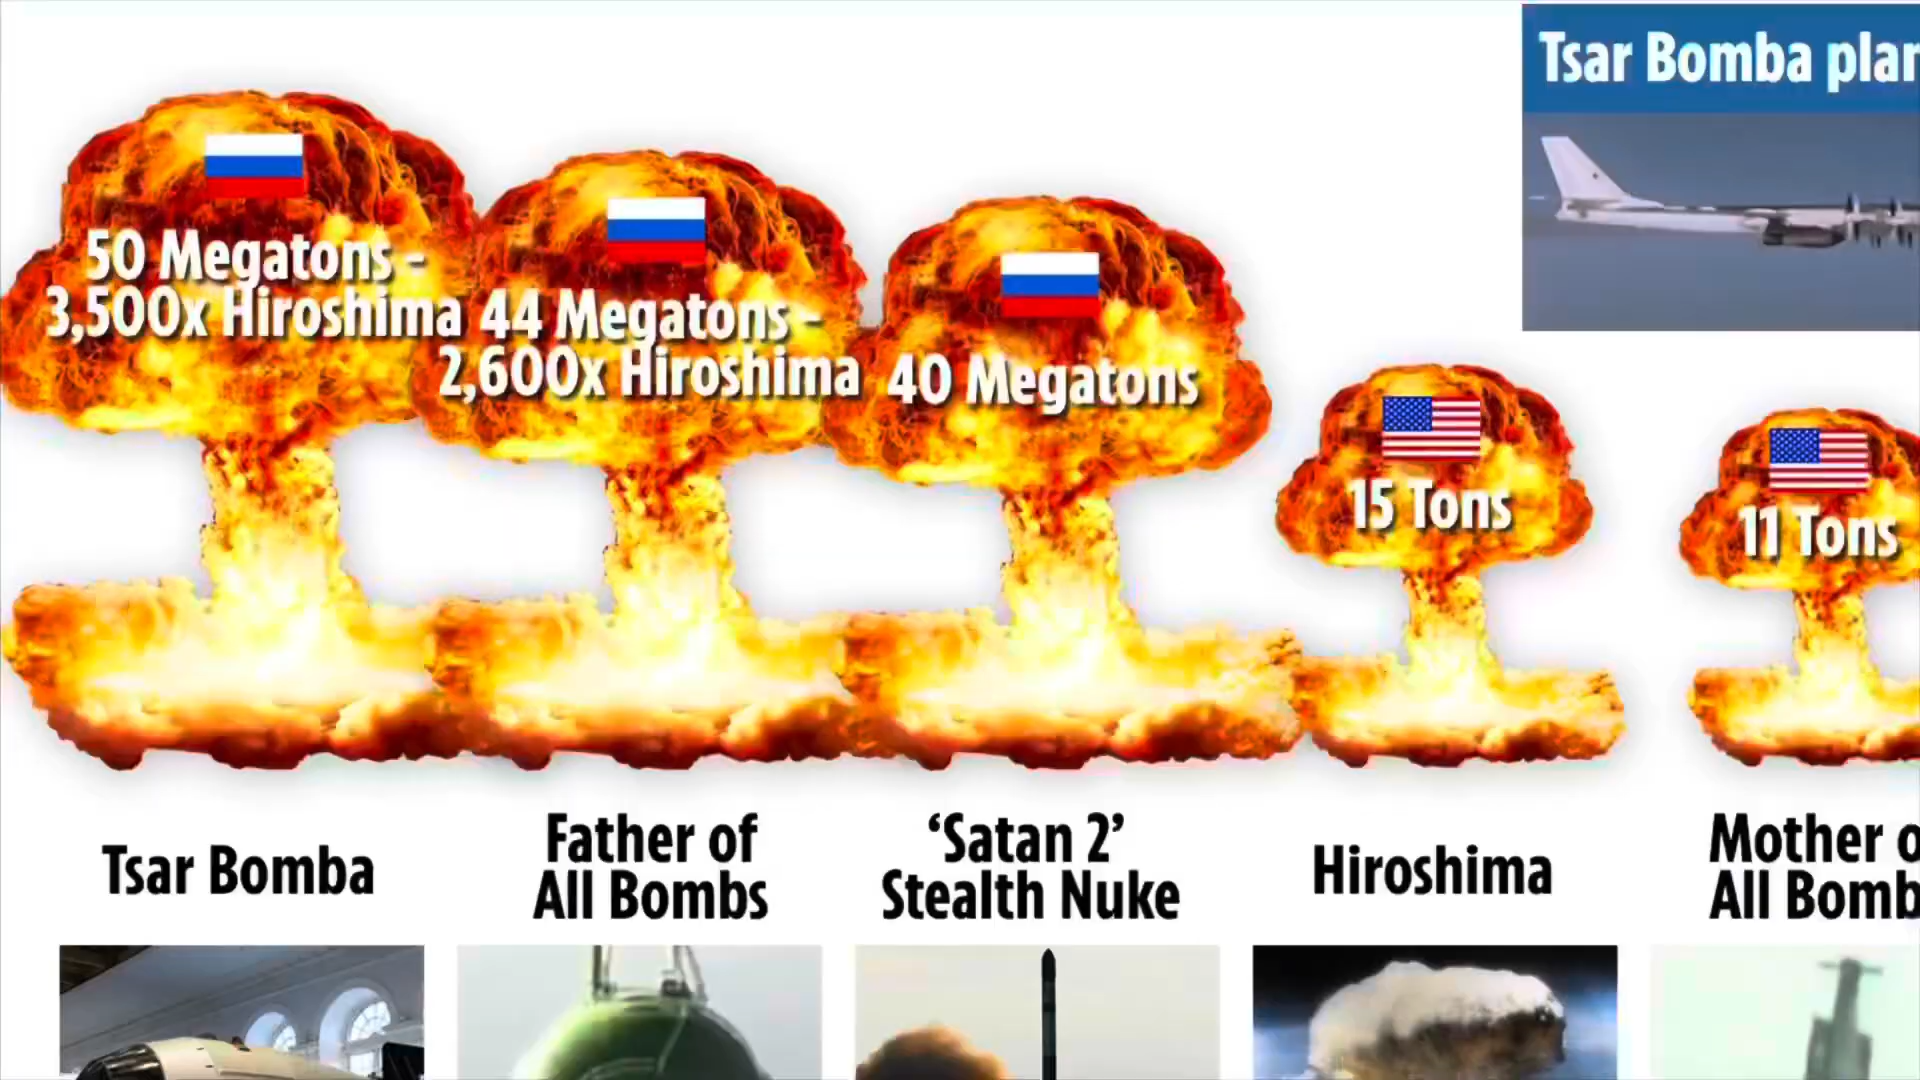 Tsar Bomba plan
50 Megatons -
3,500x Hiroshima
44 Megatons -
2,600x Hiroshima
40 Megatons
15 Tons
11 Tons
Tsar Bomba
Father of
All Bombs
‘Satan 2’
Stealth Nuke
Hiroshima
Mother o
All Bomb